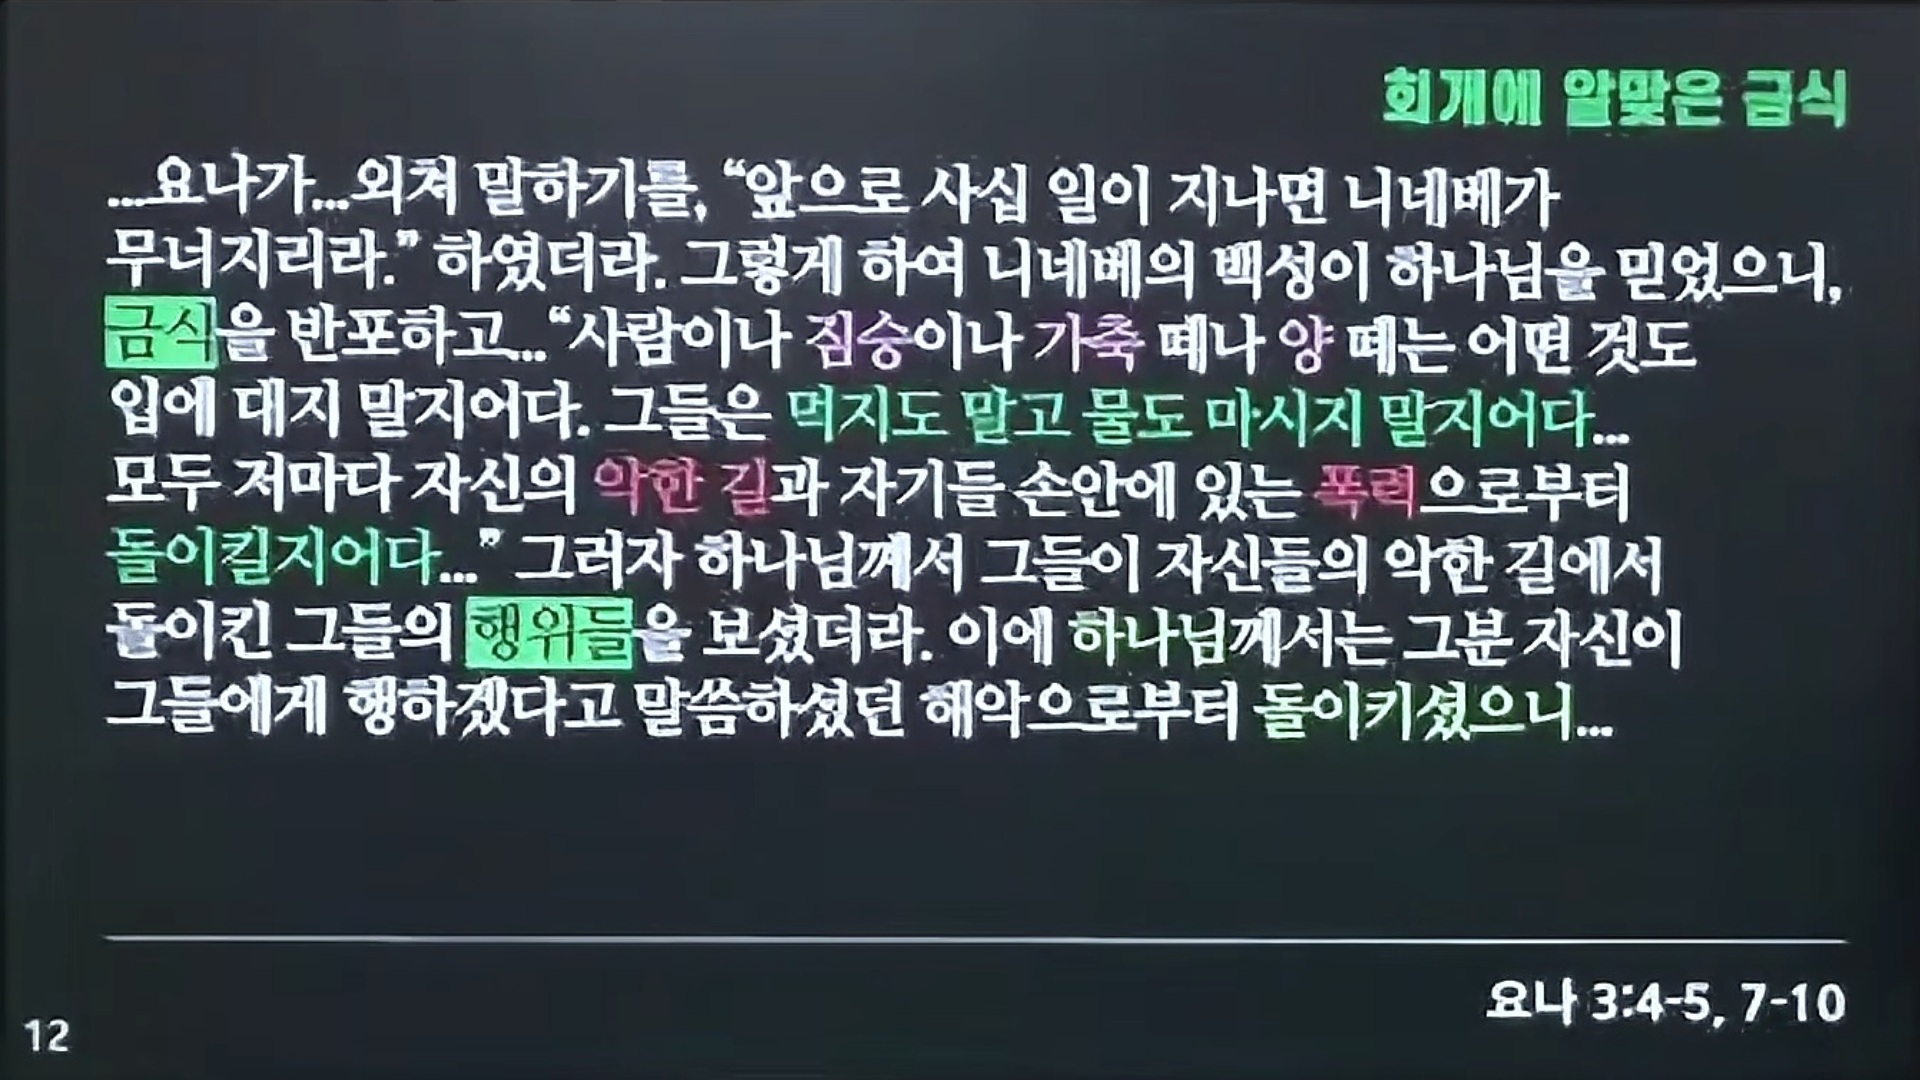 회개에 알맞은 금식
...요나가...외쳐 말하기를, “앞으로 사십 일이 지나면 니네베가
무너지리라.” 하였더라. 그렇게 하여 니네베의 백성이 하나님을 믿었으니,
금식을 반포하고... “사람이나 짐승이나 가축 떼나 양 떼는 어떤 것도
입에 대지 말지어다. 그들은 먹지도 말고 물도 마시지 말지어다...
모두 저마다 자신의 악한 길과 자기들 손안에 있는 폭력으로부터
돌이킬지어다...” 그러자 하나님께서 그들이 자신들의 악한 길에서
돌이킨 그들의 행위들을 보셨더라. 이에 하나님께서는 그분 자신이
그들에게 행하겠다고 말씀하셨던 해악으로부터 돌이키셨으니...
요나 3:4-5, 7-10
12